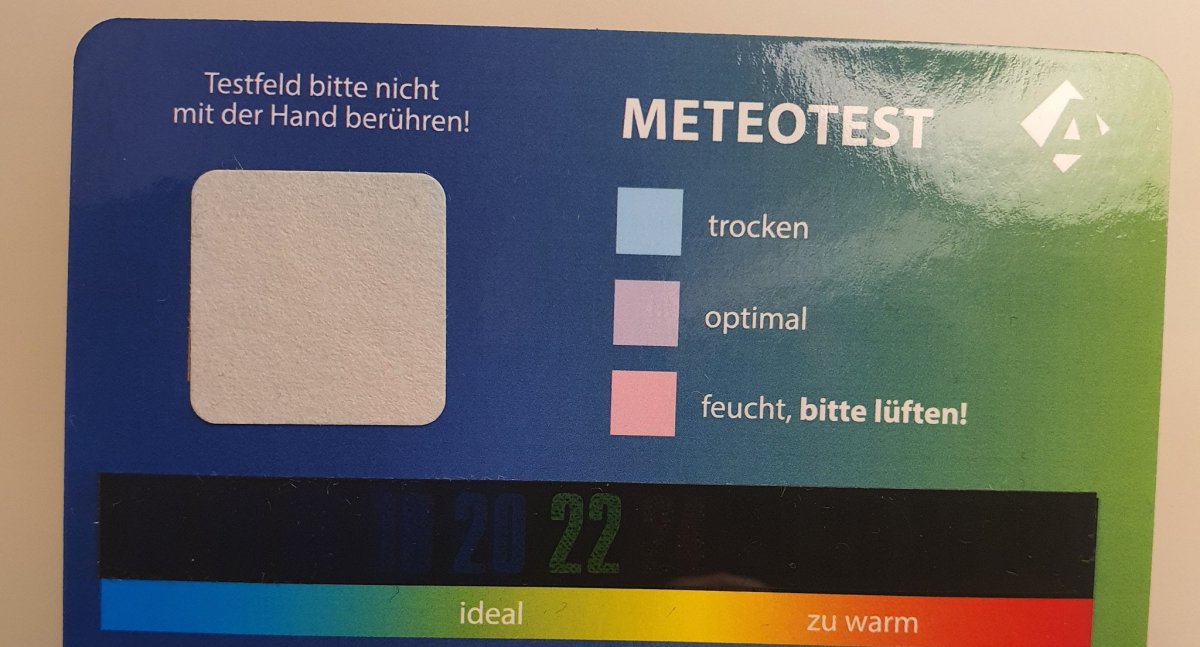 Testfeld bitte nicht
mit der Hand berühren!
METEOTEST
trocken
optimal
feucht, bitte lüften!
18 20 22
ideal
zu warm